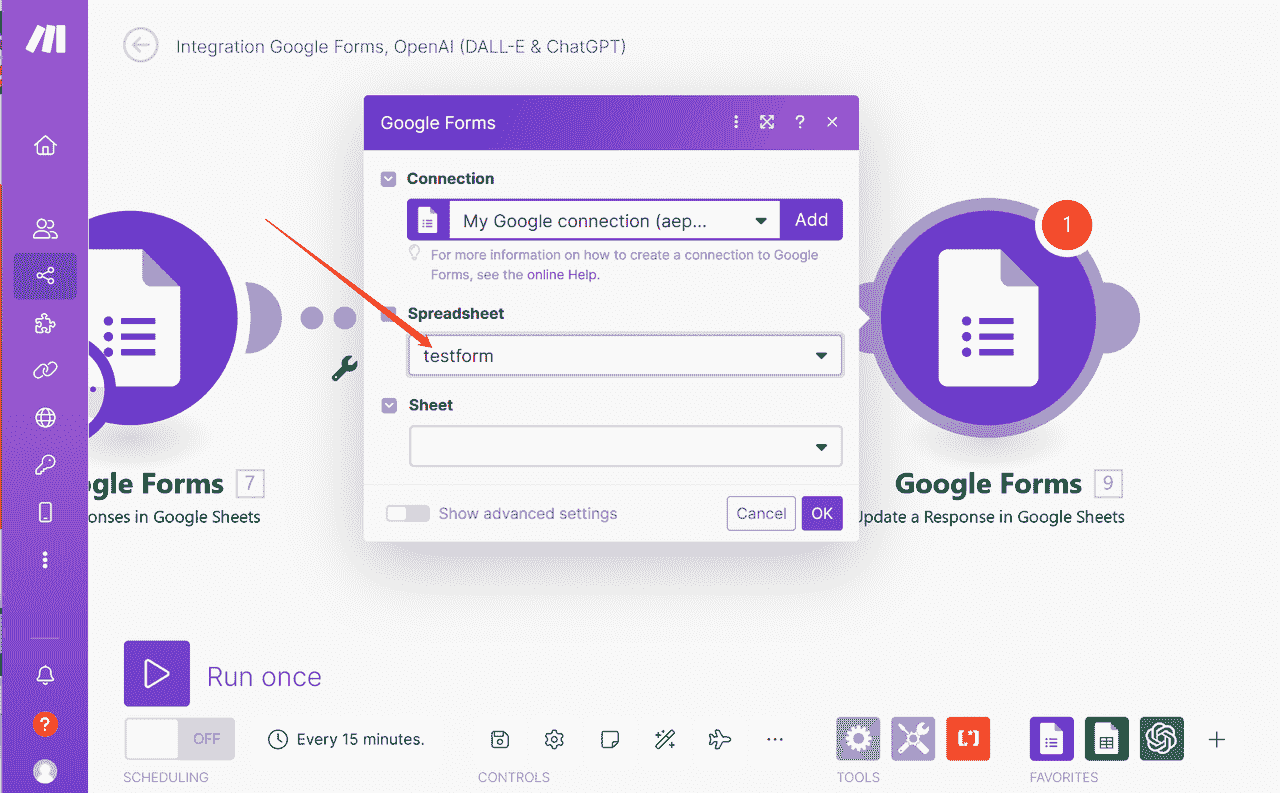 Integration Google Forms, OpenAI (DALL-E & ChatGPT)
Google Forms
?
Connection
My Google connection (aep...
Add
For more information on how to create a connection to Google
Forms, see the online Help.
1
Spreadsheet
testform
Sheet
Show advanced settings
Cancel
OK
gle Forms 7
onses in Google Sheets
Google Forms 9
Update a Response in Google Sheets
Run once
OFF
Every 15 minutes.
SCHEDULING
CONTROLS
TOOLS
FAVORITES
?